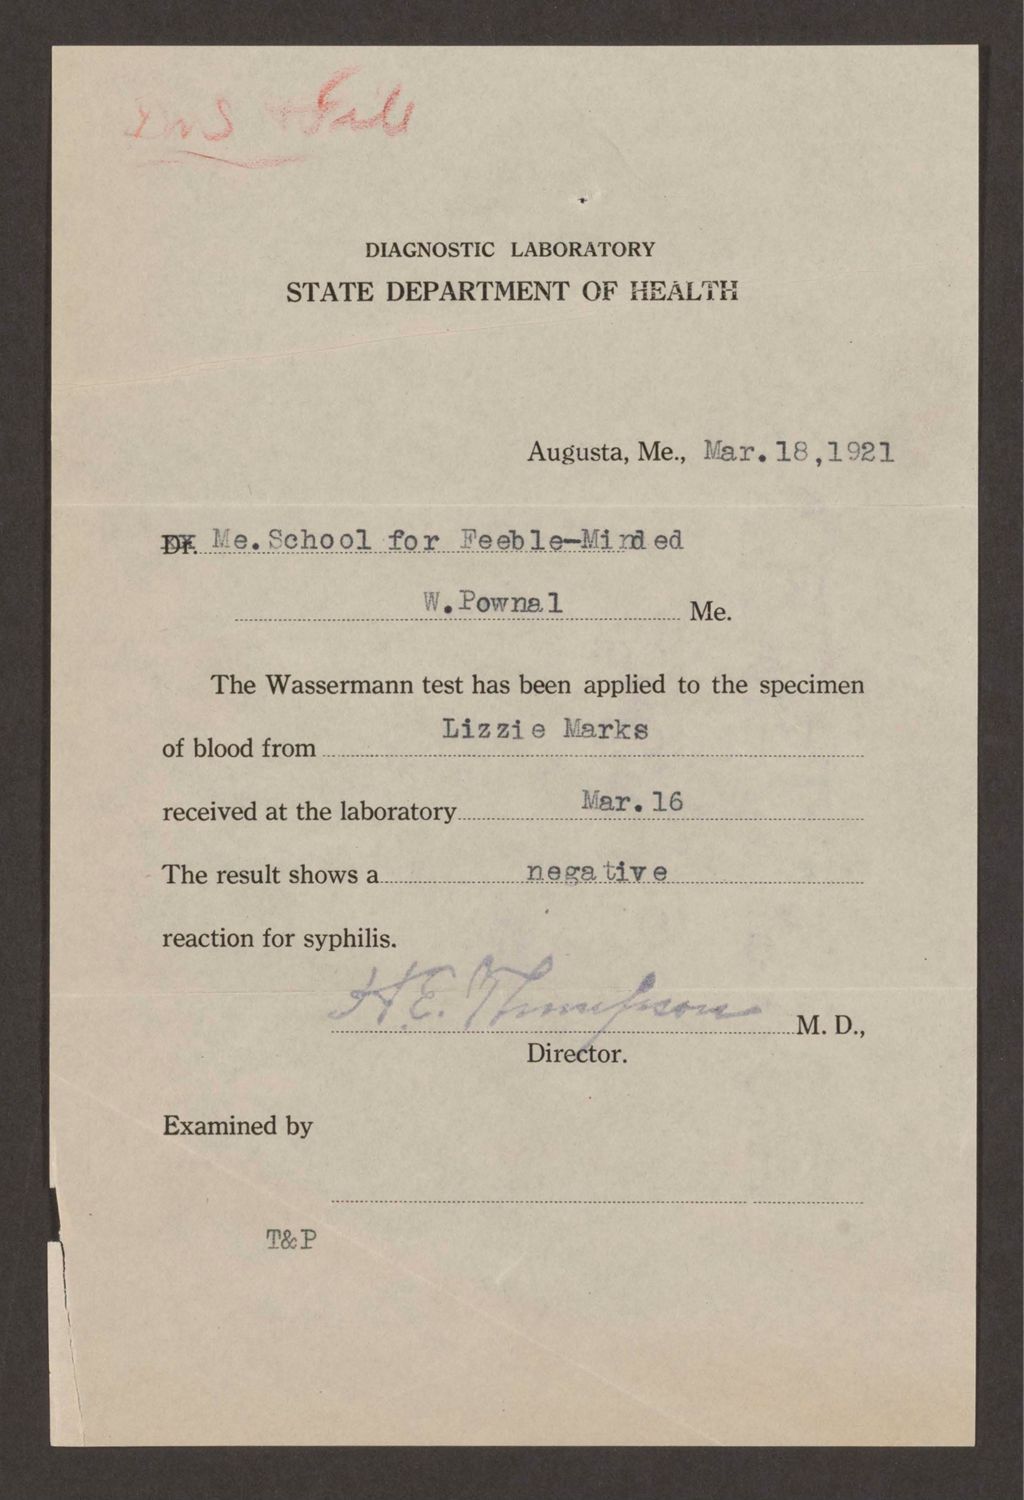 File
DIAGNOSTIC LABORATORY
STATE DEPARTMENT OF HEALTH
Augusta, Me., Mar.18,1921
Dr. Me.School for Feeble-Minded
W.Pownal Me.
The Wassermann test has been applied to the specimen
of blood from Lizzie Marks
received at the laboratory Mar.16
The result shows a negative
reaction for syphilis.
H.E. Thompson M. D.,
Director.
Examined by
T&P